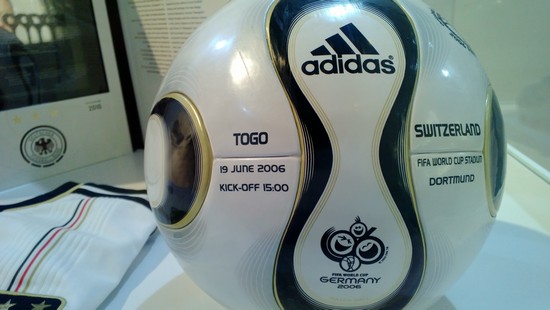 adidas
TOGO
19 JUNE 2006
KICK-OFF 15:00
SWITZERLAND
FIFA WORLD CUP STADIUM
DORTMUND
FIFA WORLD CUP
GERMANY
2006